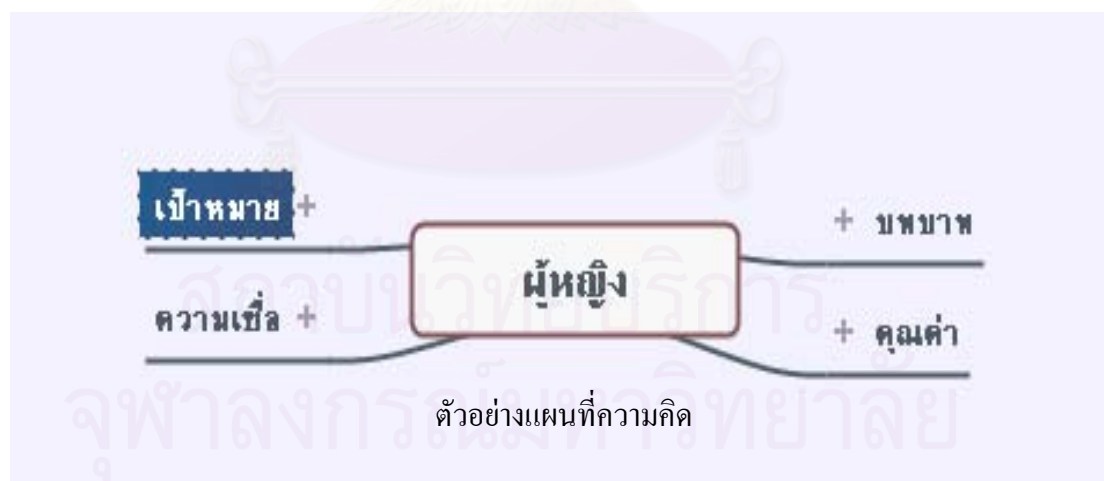 เป้าหมาย +
+ บทบาท
ผู้หญิง
ความเชื่อ +
+ คุณค่า
ตัวอย่างแผนที่ความคิด
สถาบันวิทยบริการ
จุฬาลงกรณ์มหาวิทยาลัย